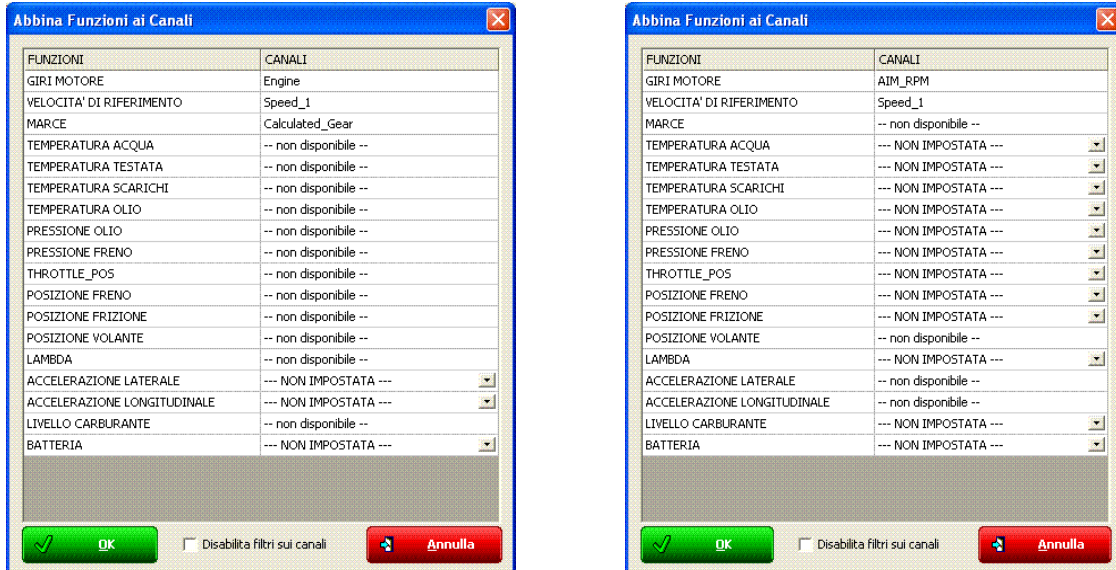 Abbina Funzioni ai Canali
FUNZIONI CANALI
GIRI MOTORE Engine
VELOCITA' DI RIFERIMENTO Speed_1
MARCE Calculated_Gear
TEMPERATURA ACQUA -- non disponibile --
TEMPERATURA TESTATA -- non disponibile --
TEMPERATURA SCARICHI -- non disponibile --
TEMPERATURA OLIO -- non disponibile --
PRESSIONE OLIO -- non disponibile --
PRESSIONE FRENO -- non disponibile --
THROTTLE_POS -- non disponibile --
POSIZIONE FRENO -- non disponibile --
POSIZIONE FRIZIONE -- non disponibile --
POSIZIONE VOLANTE -- non disponibile --
LAMBDA -- non disponibile --
ACCELERAZIONE LATERALE --- NON IMPOSTATA ---
ACCELERAZIONE LONGITUDINALE --- NON IMPOSTATA ---
LIVELLO CARBURANTE -- non disponibile --
BATTERIA --- NON IMPOSTATA ---
OK Disabilita filtri sui canali Annulla
Abbina Funzioni ai Canali
FUNZIONI CANALI
GIRI MOTORE AIM_RPM
VELOCITA' DI RIFERIMENTO Speed_1
MARCE -- non disponibile --
TEMPERATURA ACQUA --- NON IMPOSTATA ---
TEMPERATURA TESTATA --- NON IMPOSTATA ---
TEMPERATURA SCARICHI --- NON IMPOSTATA ---
TEMPERATURA OLIO --- NON IMPOSTATA ---
PRESSIONE OLIO --- NON IMPOSTATA ---
PRESSIONE FRENO --- NON IMPOSTATA ---
THROTTLE_POS --- NON IMPOSTATA ---
POSIZIONE FRENO --- NON IMPOSTATA ---
POSIZIONE FRIZIONE --- NON IMPOSTATA ---
POSIZIONE VOLANTE -- non disponibile --
LAMBDA --- NON IMPOSTATA ---
ACCELERAZIONE LATERALE -- non disponibile --
ACCELERAZIONE LONGITUDINALE -- non disponibile --
LIVELLO CARBURANTE --- NON IMPOSTATA ---
BATTERIA --- NON IMPOSTATA ---
OK Disabilita filtri sui canali Annulla